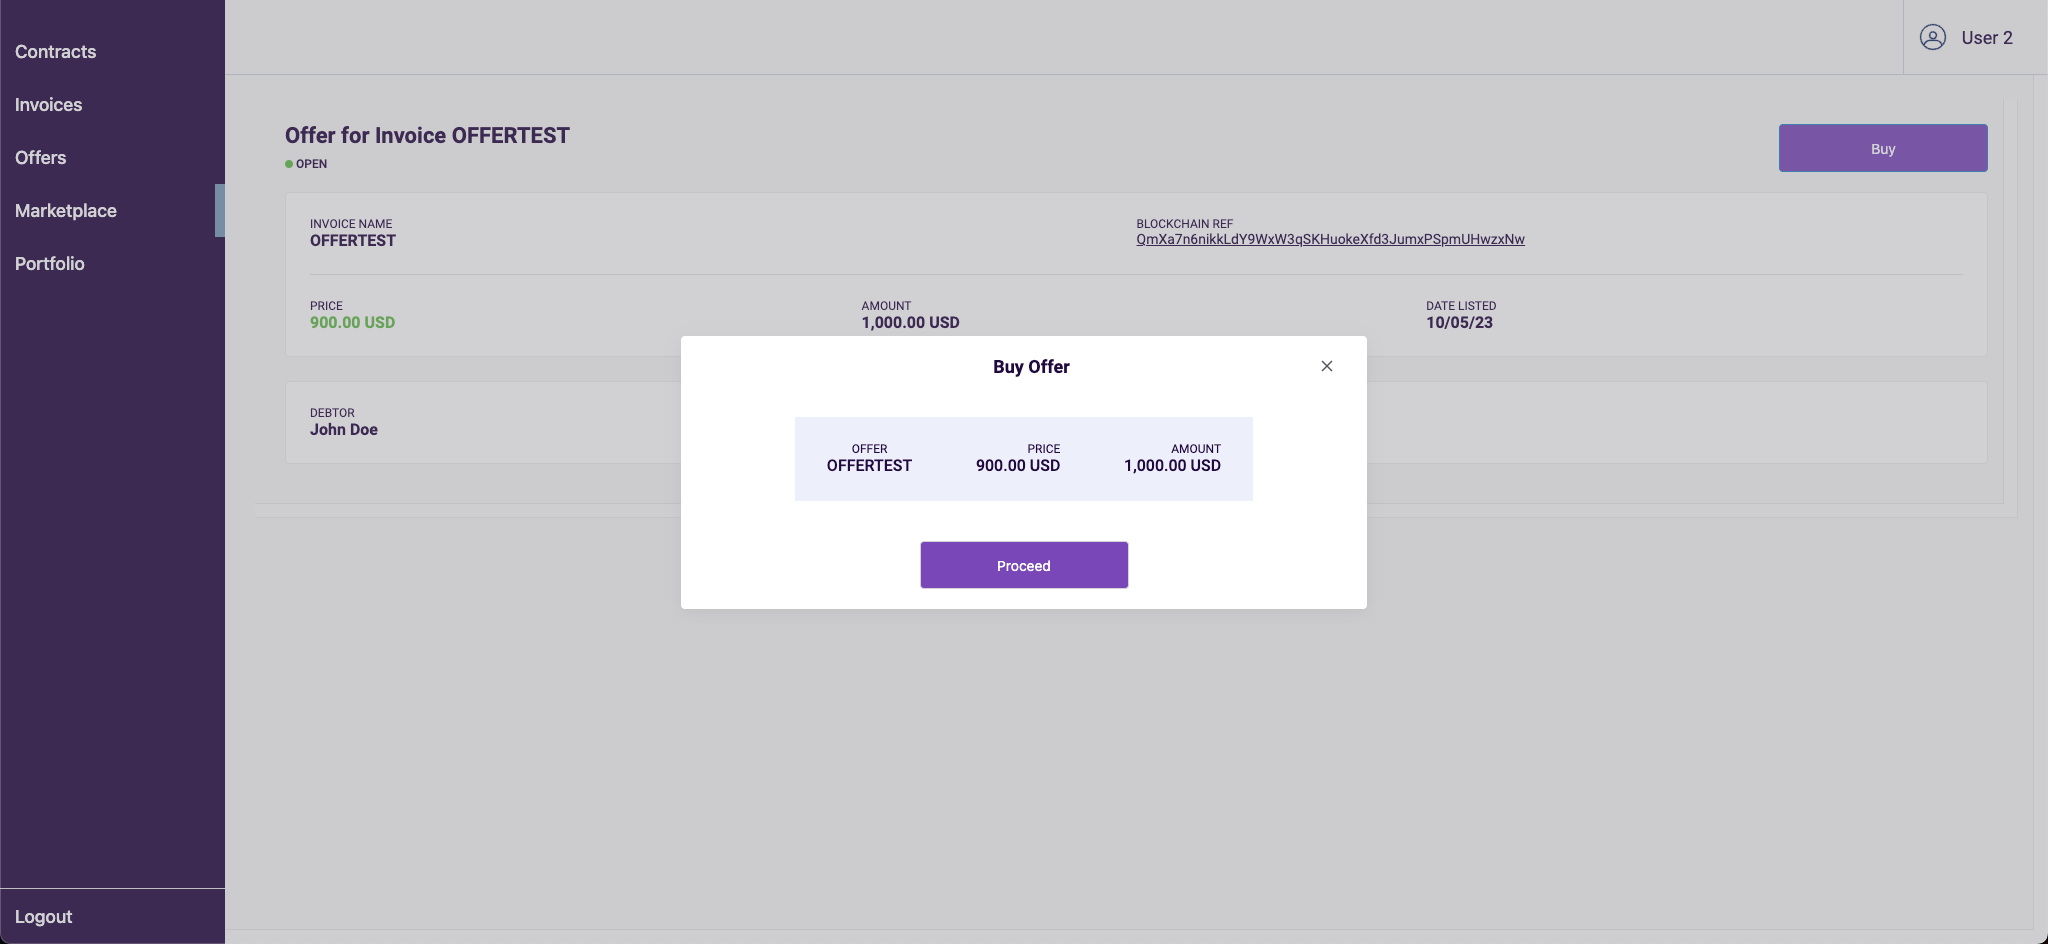 Contracts
Invoices
Offers
Marketplace
Portfolio
Logout
User 2
Offer for Invoice OFFERTEST
OPEN
Buy
INVOICE NAME
OFFERTEST
BLOCKCHAIN REF
QmXa7n6nikkLdY9WxW3qSKHuokeXfd3JumxPSpmUHwzxNw
PRICE
900.00 USD
AMOUNT
1,000.00 USD
DATE LISTED
10/05/23
DEBTOR
John Doe
Buy Offer
OFFER
OFFERTEST
PRICE
900.00 USD
AMOUNT
1,000.00 USD
Proceed